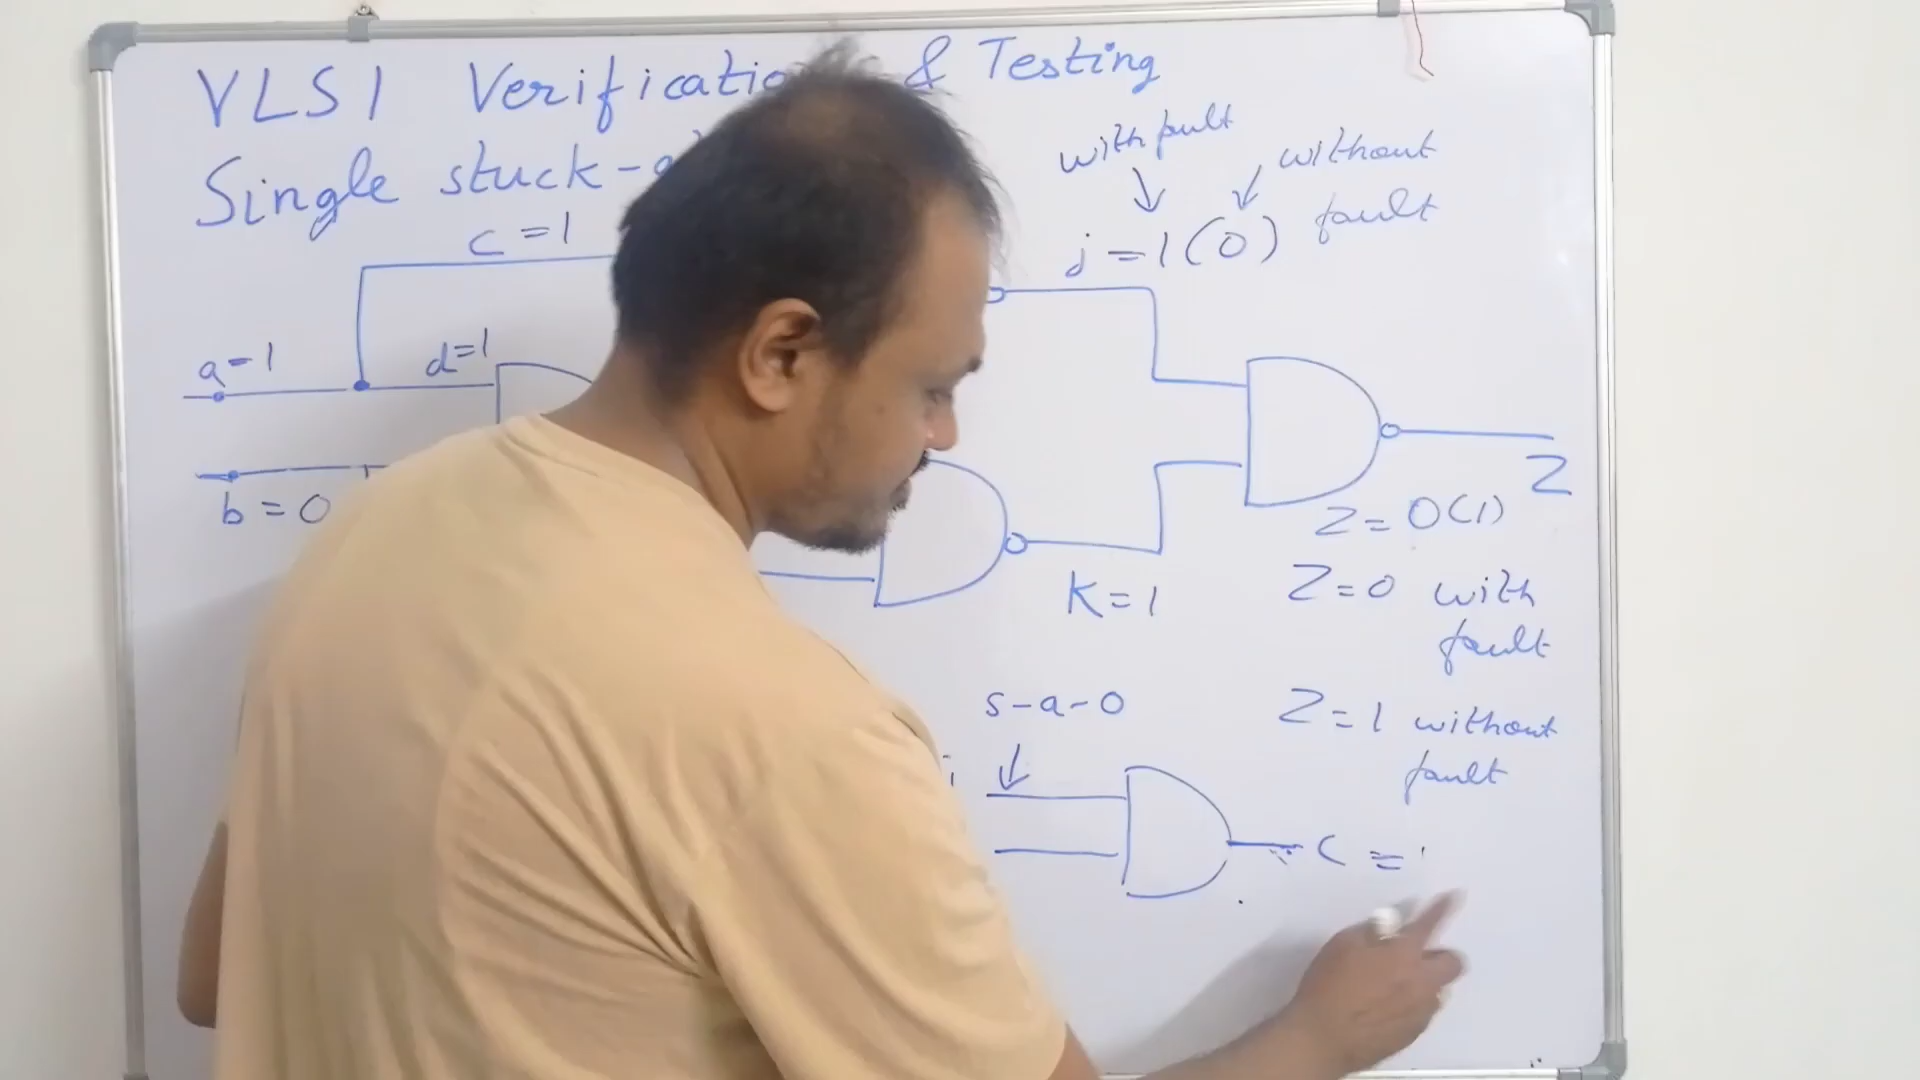 VLSI Verificatio & Testing
Single stuck-a
with fault
without
fault
c = 1
j = 1 (0)
a = 1
d = 1
b = 0
Z
Z = 0(1)
K = 1
Z = 0 with
fault
s-a-0
Z = 1 without
fault
C =